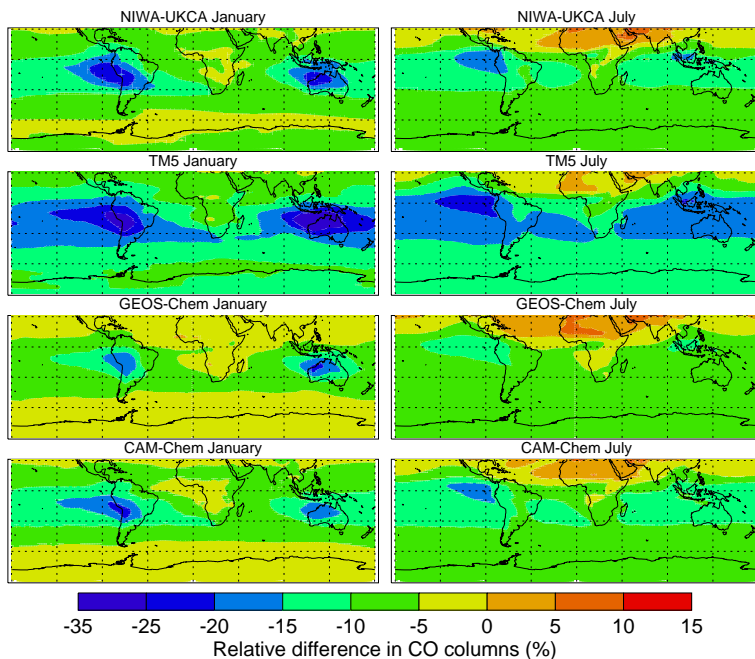 NIWA-UKCA January
NIWA-UKCA July
TM5 January
TM5 July
GEOS-Chem January
GEOS-Chem July
CAM-Chem January
CAM-Chem July
-35 -25 -20 -15 -10 -5 0 5 10 15
Relative difference in CO columns (%)